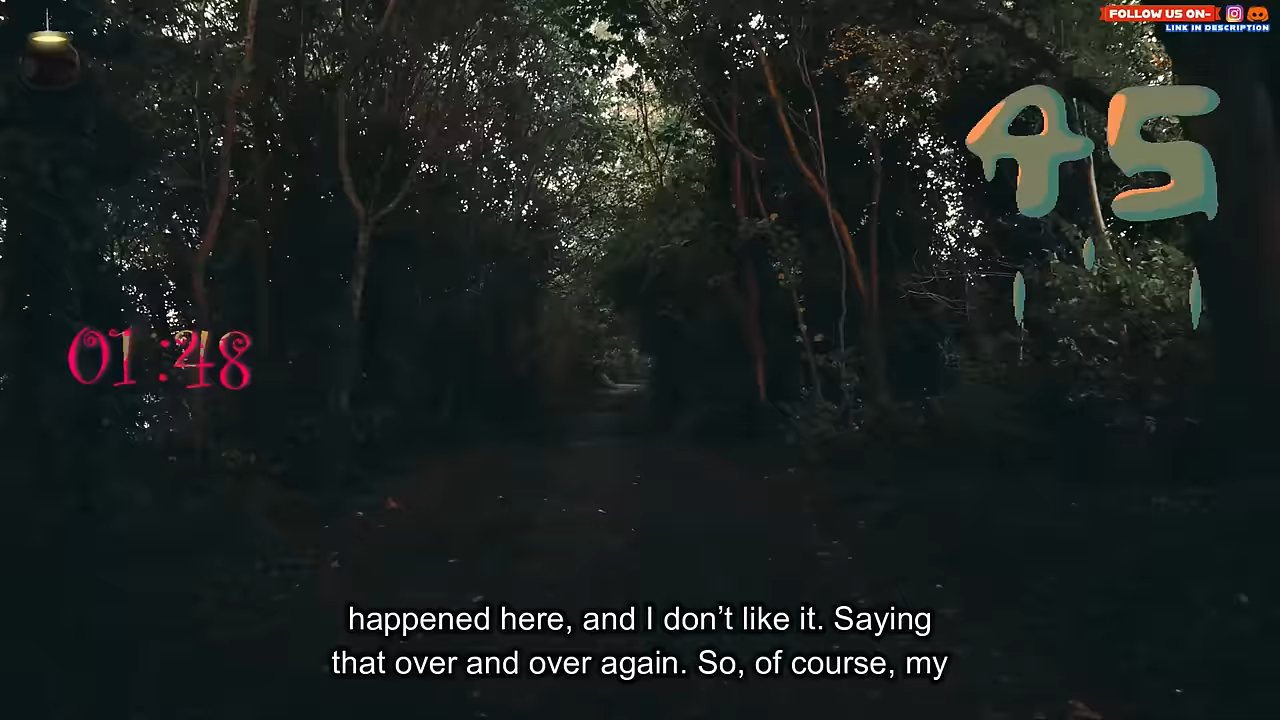 FOLLOW US ON-
LINK IN DESCRIPTION
45
01:48
happened here, and I don’t like it. Saying
that over and over again. So, of course, my